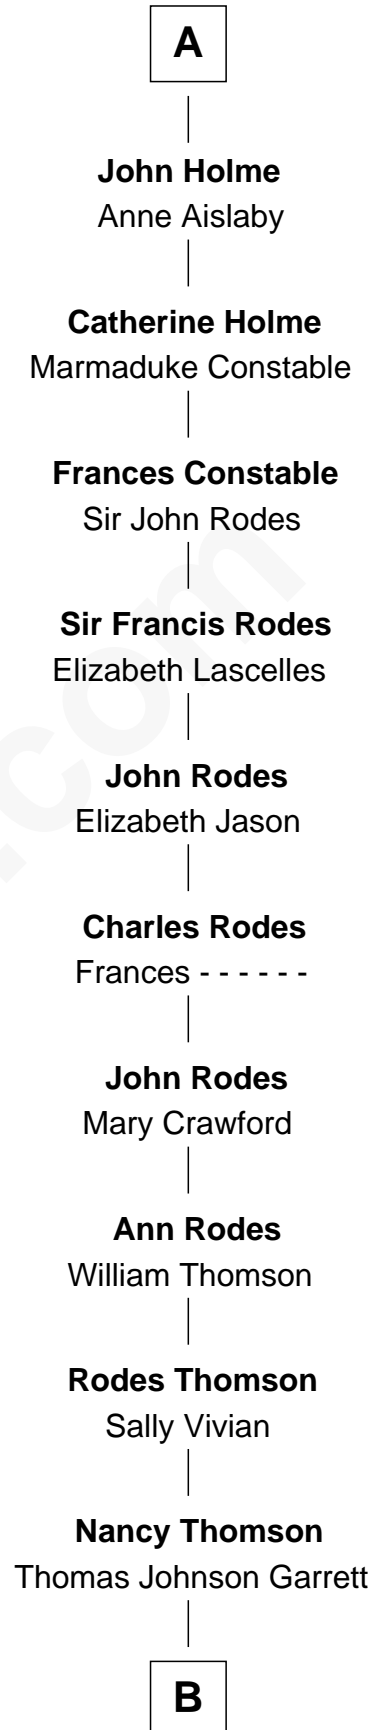 A
John Holme
Anne Aislaby
Catherine Holme
Marmaduke Constable
Frances Constable
Sir John Rodes
Sir Francis Rodes
Elizabeth Lascelles
John Rodes
Elizabeth Jason
Charles Rodes
Frances - - - - - -
John Rodes
Mary Crawford
Ann Rodes
William Thomson
Rodes Thomson
Sally Vivian
Nancy Thomson
Thomas Johnson Garrett
B
.com